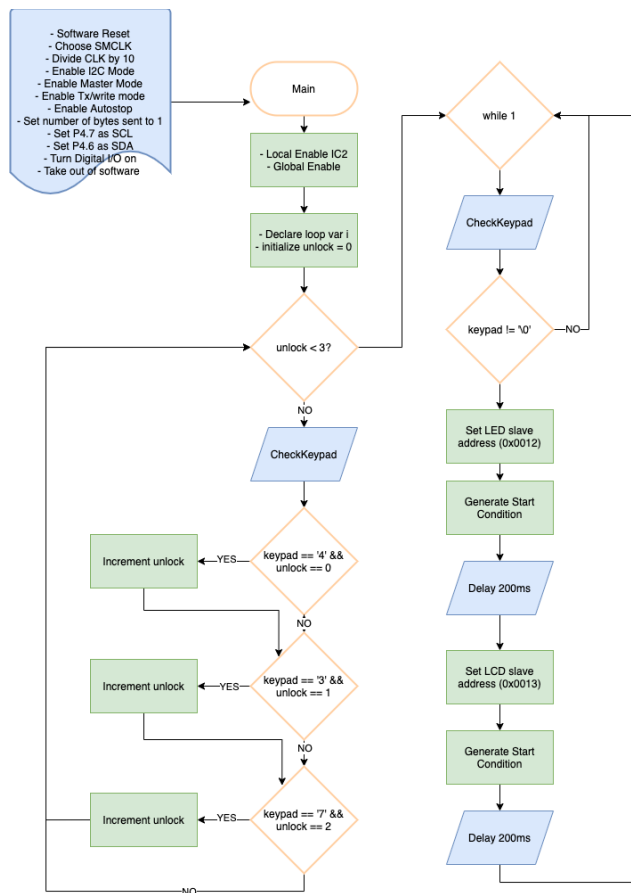 - Software Reset
- Choose SMCLK
- Divide CLK by 10
- Enable I2C Mode
- Enable Master Mode
- Enable Tx/write mode
- Enable Autostop
- Set number of bytes sent to 1
- Set P4.7 as SCL
- Set P4.6 as SDA
- Turn Digital I/O on
- Take out of software
Main
- Local Enable IC2
- Global Enable
- Declare loop var i
- initialize unlock = 0
unlock < 3?
NO
CheckKeypad
keypad == '4' &&
unlock == 0
YES
Increment unlock
NO
keypad == '3' &&
unlock == 1
YES
Increment unlock
NO
keypad == '7' &&
unlock == 2
YES
Increment unlock
NO
while 1
CheckKeypad
keypad != '\0'
NO
Set LED slave
address (0x0012)
Generate Start
Condition
Delay 200ms
Set LCD slave
address (0x0013)
Generate Start
Condition
Delay 200ms